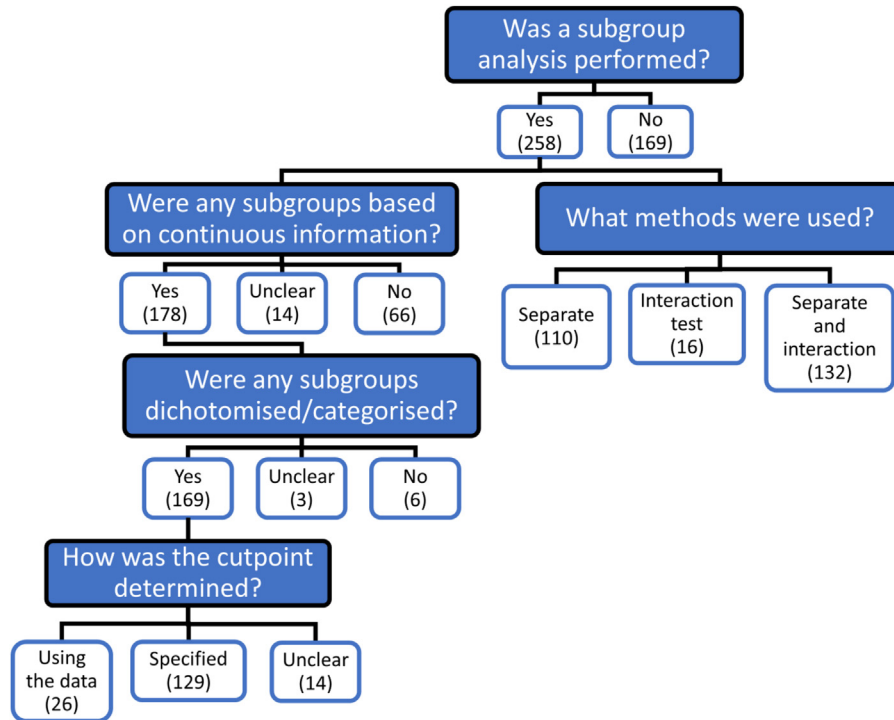 Was a subgroup
analysis performed?
Yes
(258)
No
(169)
Were any subgroups based
on continuous information?
What methods were used?
Yes
(178)
Unclear
(14)
No
(66)
Separate
(110)
Interaction
test
(16)
Separate
and
interaction
(132)
Were any subgroups
dichotomised/categorised?
Yes
(169)
Unclear
(3)
No
(6)
How was the cutpoint
determined?
Using
the data
(26)
Specified
(129)
Unclear
(14)